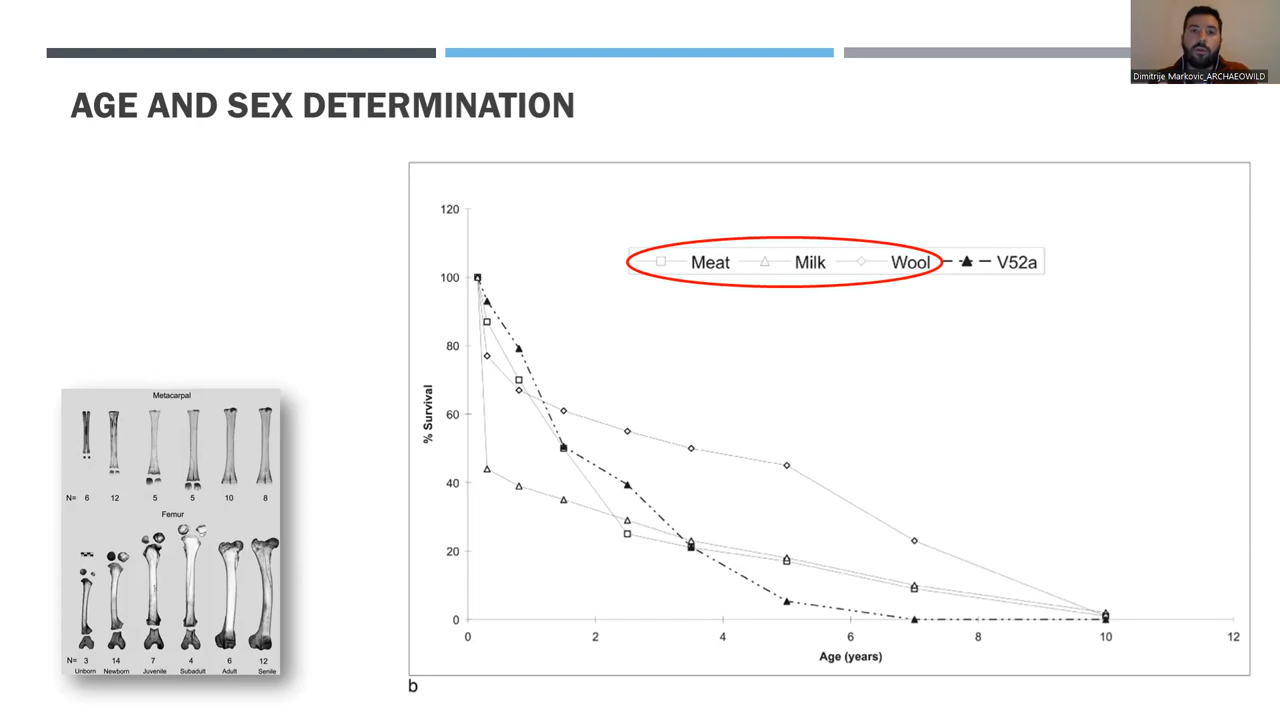 Dimitrije Markovic_ARCHAEOWILD
AGE AND SEX DETERMINATION
Metacarpal
N= 6 12 5 5 10 8
Femur
N= 3 14 7 4 6 12
Unborn Newborn Juvenile Subadult Adult Senile
120
100
80
60
40
20
0
% Survival
Meat Milk Wool V52a
0 2 4 6 8 10 12
Age (years)
b